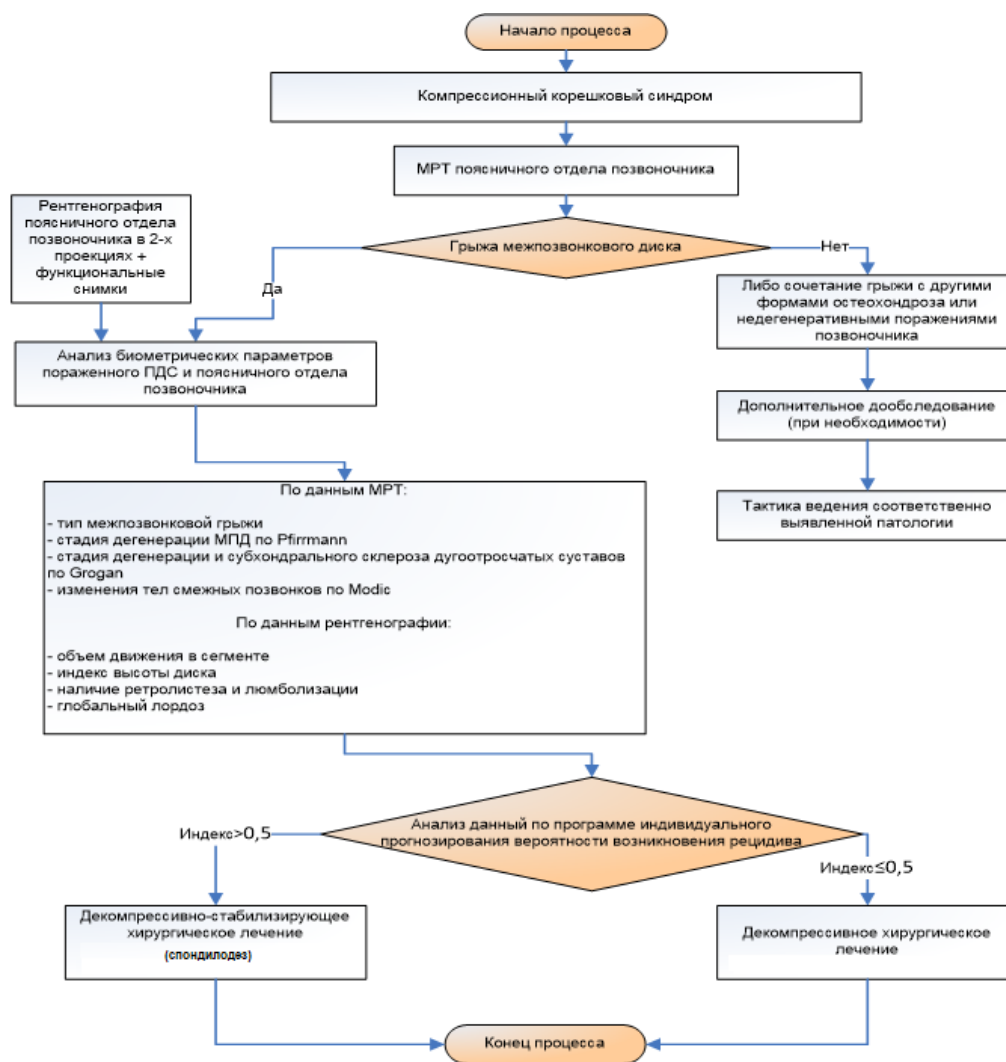 Начало процесса
Компрессионный корешковый синдром
МРТ поясничного отдела позвоночника
Рентгенография
поясничного отдела
позвоночника в 2-х
проекциях +
функциональные
снимки
Грыжа межпозвонкового диска
Нет
Да
Либо сочетание грыжи с другими
формами остеохондроза или
недегенеративными поражениями
позвоночника
Анализ биометрических параметров
пораженного ПДС и поясничного отдела
позвоночника
Дополнительное дообследование
(при необходимости)
Тактика ведения соответственно
выявленной патологии
По данным МРТ:
- тип межпозвонковой грыжи
- стадия дегенерации МПД по Pfirrmann
- стадия дегенерации и субхондрального склероза дугоотросчатых суставов
по Grogan
- изменения тел смежных позвонков по Modic
По данным рентгенографии:
- объем движения в сегменте
- индекс высоты диска
- наличие ретролистеза и люмболизации
- глобальный лордоз
Анализ данный по программе индивидуального
прогнозирования вероятности возникновения рецидива
Индекс>0,5
Индекс≤0,5
Декомпрессивно-стабилизирующее
хирургическое лечение
(спондилодез)
Декомпрессивное хирургическое
лечение
Конец процесса